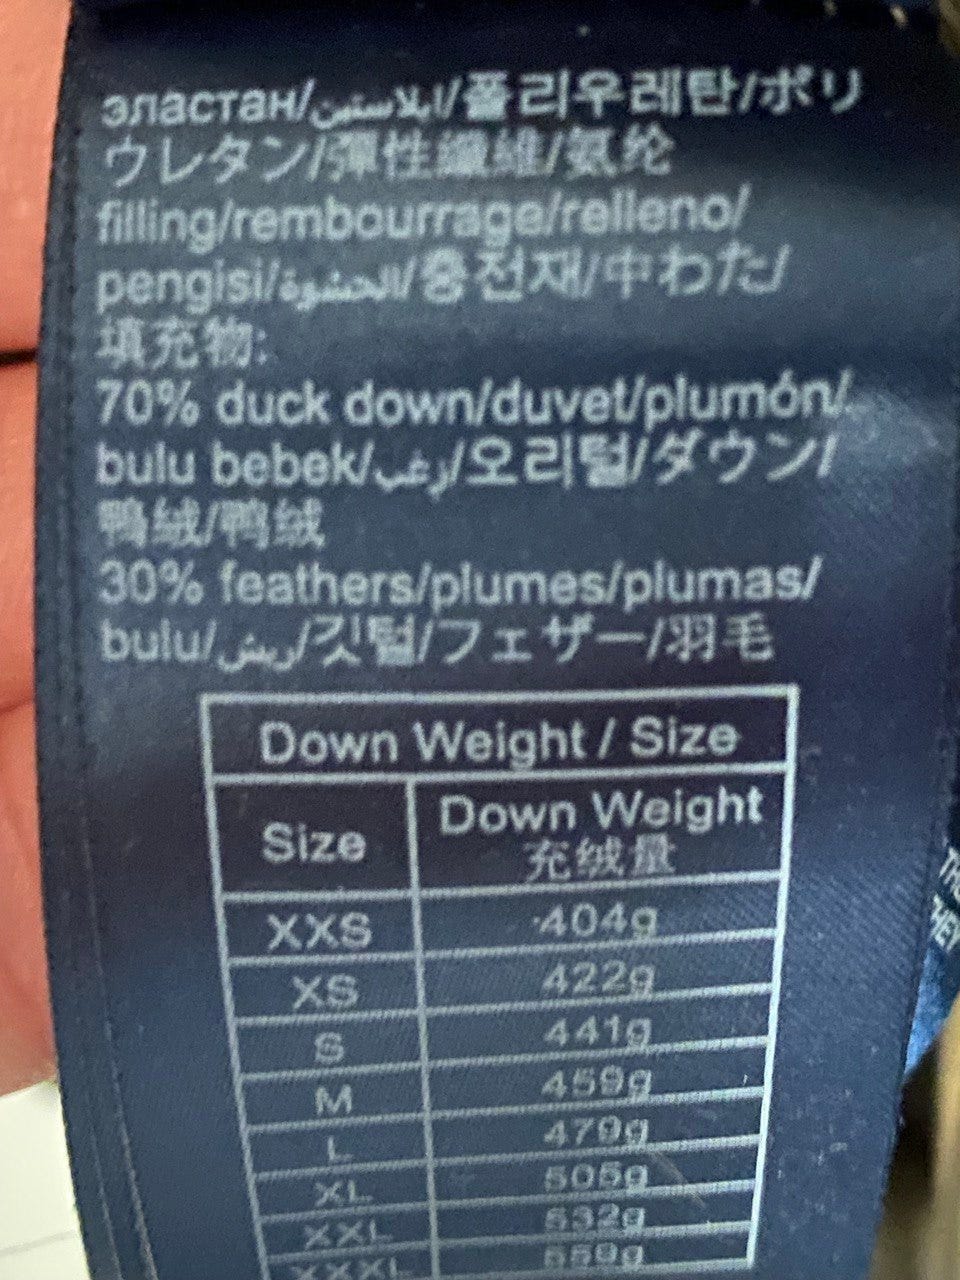 эластан/ايلاستين/폴리우레탄/ポリ
ウレタン/彈性纖維/氨纶
filling/rembourrage/relleno/
pengisi/الحشوة/충전재/中わた/
填充物:
70% duck down/duvet/plumón/
bulu bebek/زغب/오리털/ダウン/
鴨絨/鸭绒
30% feathers/plumes/plumas/
bulu/ريش/깃털/フェザー/羽毛
Down Weight / Size
Size Down Weight
充绒量
XXS 404g
XS 422g
S 441g
M 459g
L 479g
XL 505g
XXL 532g
XXXL 559g